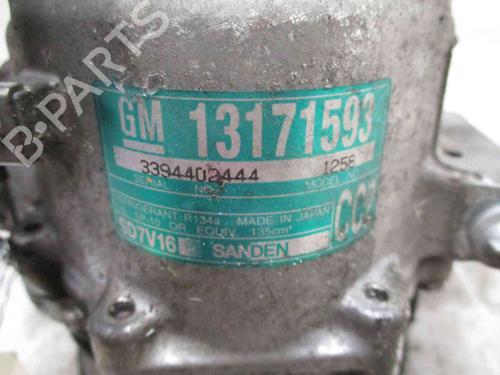 B-PARTS
GM 13171593
3394402444 1258
SERIAL NO. MODEL NO.
REFRIGERANT R134a MADE IN JAPAN
SP-10 OR EQUIV. 135cm³
SD7V16 SANDEN